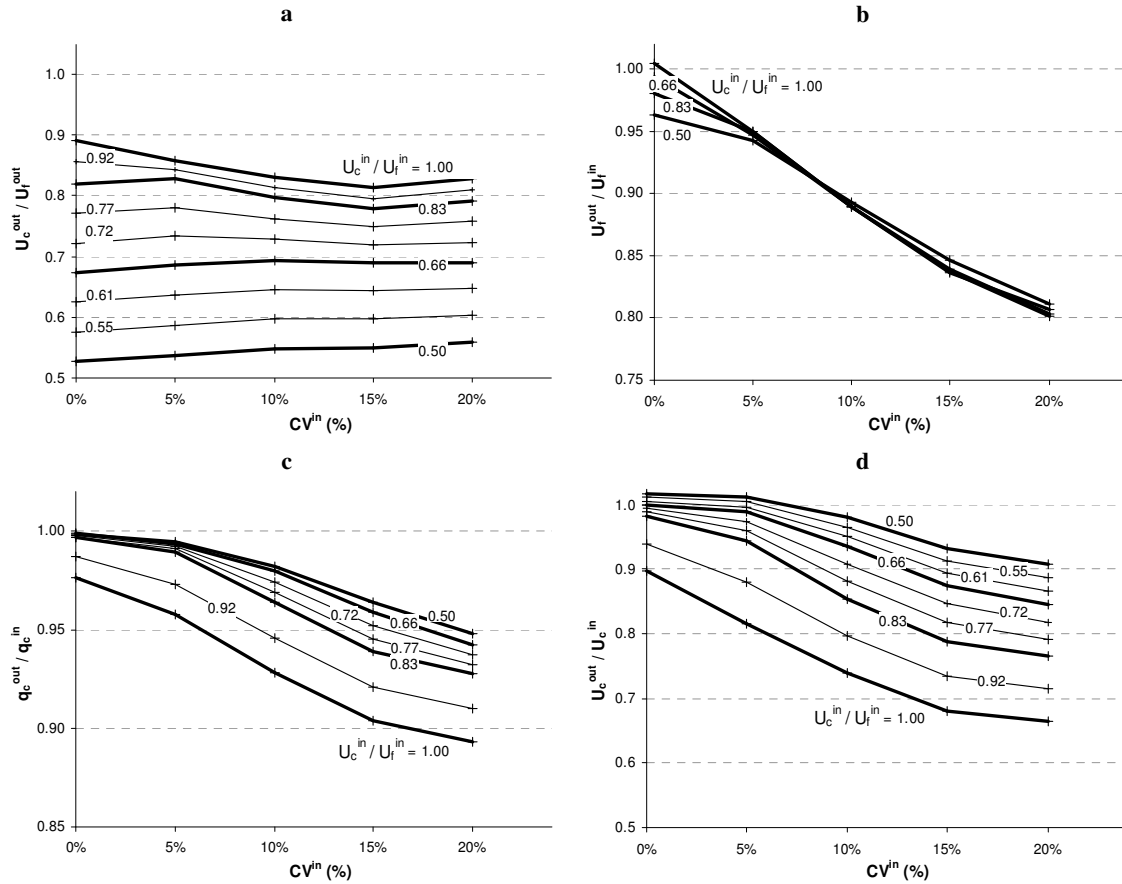 a
1.0
0.9
0.8
0.7
0.6
0.5
U_c^out / U_f^out
0.92
U_c^in / U_f^in = 1.00
0.83
0.77
0.72
0.66
0.61
0.55
0.50
0% 5% 10% 15% 20%
CV^in (%)
b
1.00
0.95
0.90
0.85
0.80
0.75
U_f^out / U_f^in
U_c^in / U_f^in = 1.00
0.66
0.83
0.50
0% 5% 10% 15% 20%
CV^in (%)
c
1.00
0.95
0.90
0.85
q_c^out / q_c^in
0.92
0.72
0.50
0.66
0.77
0.83
U_c^in / U_f^in = 1.00
0% 5% 10% 15% 20%
CV^in (%)
d
1.0
0.9
0.8
0.7
0.6
0.5
U_c^out / U_c^in
0.50
0.66
0.55
0.61
0.72
0.83
0.77
0.92
U_c^in / U_f^in = 1.00
0% 5% 10% 15% 20%
CV^in (%)